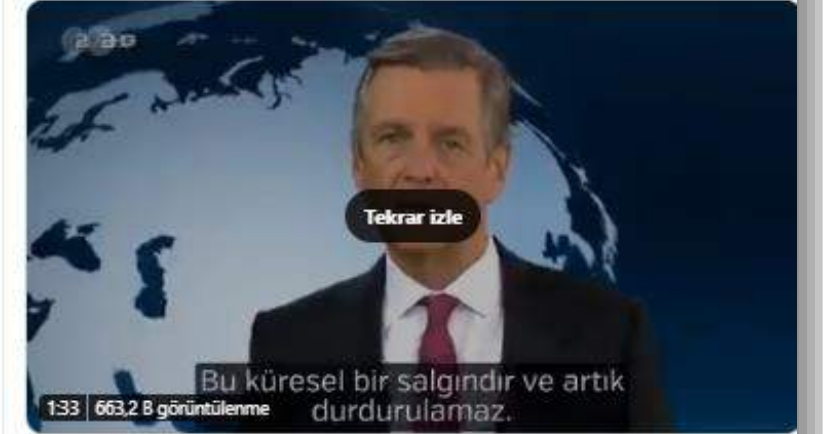 Tekrar izle
Bu küresel bir salgındır ve artık
durdurulamaz.
1:33 663,2 B görüntülenme